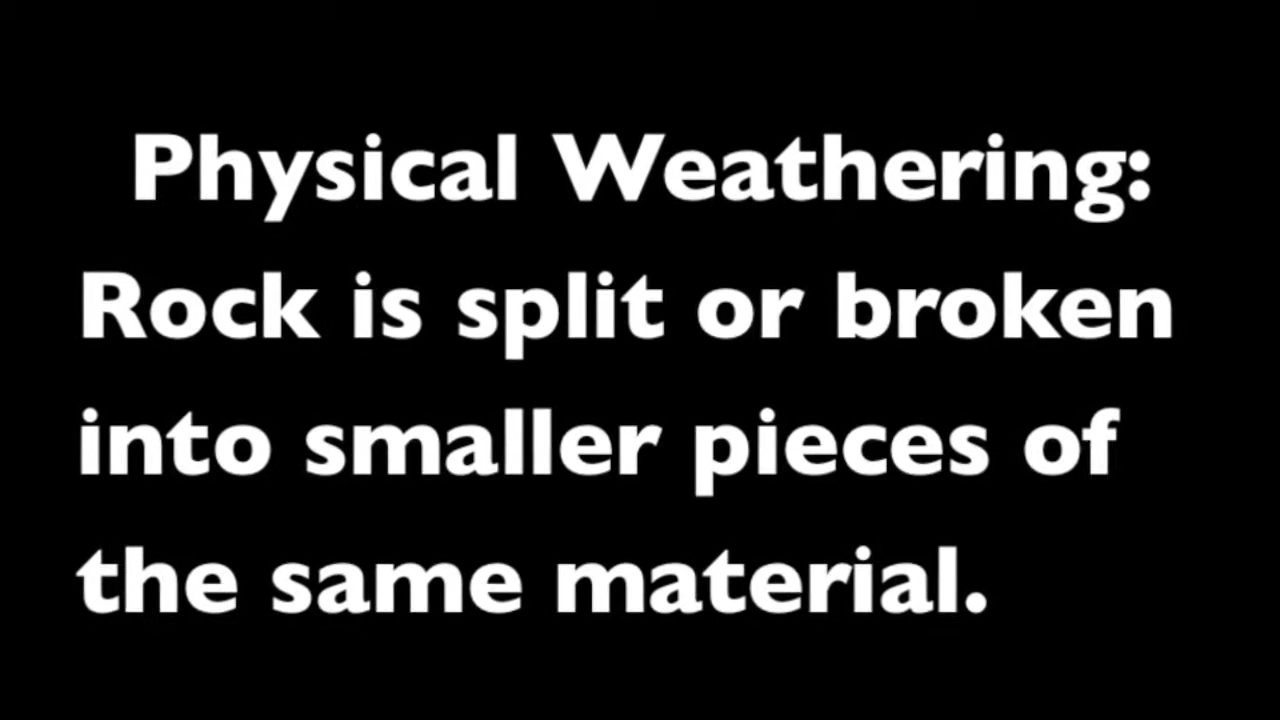 Physical Weathering:
Rock is split or broken
into smaller pieces of
the same material.